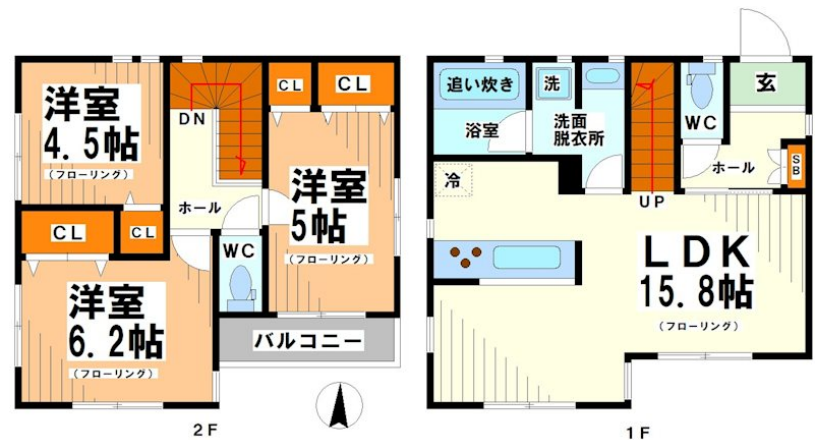 洋室
4.5帖
(フローリング)
DN
CL
CL
ホール
洋室
5帖
(フローリング)
CL
CL
WC
洋室
6.2帖
(フローリング)
バルコニー
2F
追い炊き
洗
浴室
洗面
脱衣所
WC
玄
ホール
SB
冷
UP
LDK
15.8帖
(フローリング)
1F